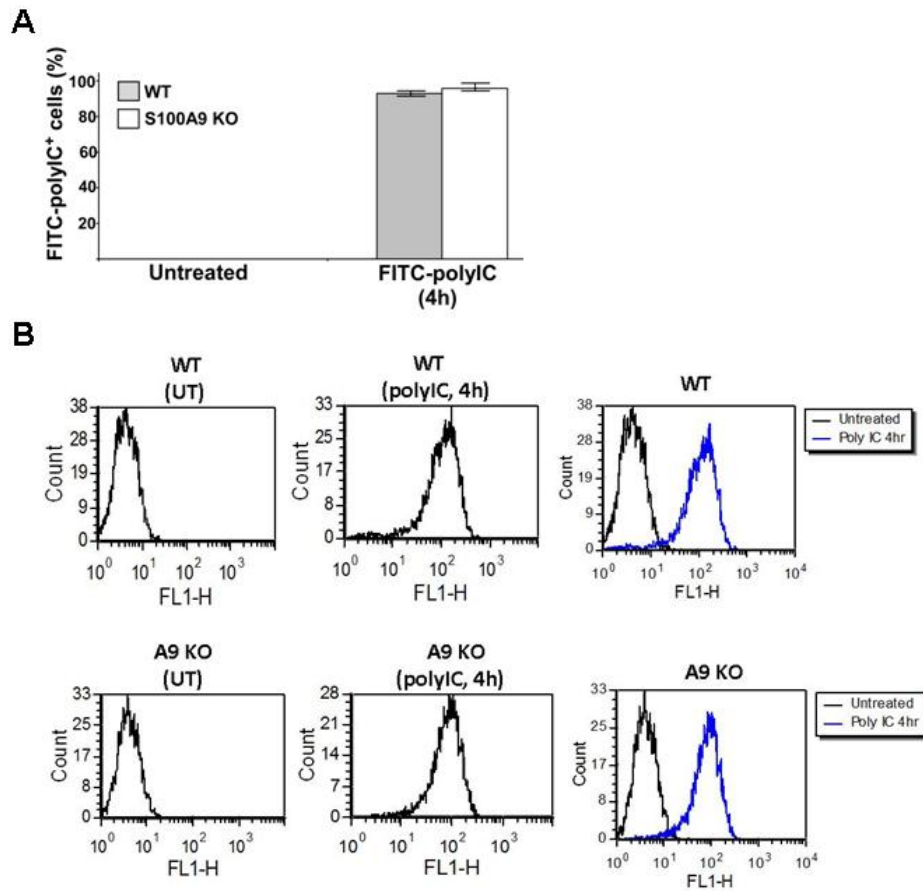 A
FITC-polyIC+ cells (%)
100
80
60
40
20
WT
S100A9 KO
Untreated
FITC-polyIC
(4h)
B
WT
(UT)
Count
38
28
19
9
0
10^0 10^1 10^2 10^3
FL1-H
WT
(polyIC, 4h)
Count
33
25
17
8
0
10^0 10^1 10^2 10^3
FL1-H
WT
Count
38
28
19
9
0
10^0 10^1 10^2 10^3 10^4
FL1-H
Untreated
Poly IC 4hr
A9 KO
(UT)
Count
33
25
17
8
0
10^0 10^1 10^2 10^3
FL1-H
A9 KO
(polyIC, 4h)
Count
28
21
14
7
0
10^0 10^1 10^2 10^3
FL1-H
A9 KO
Count
33
25
17
8
0
10^0 10^1 10^2 10^3 10^4
FL1-H
Untreated
Poly IC 4hr